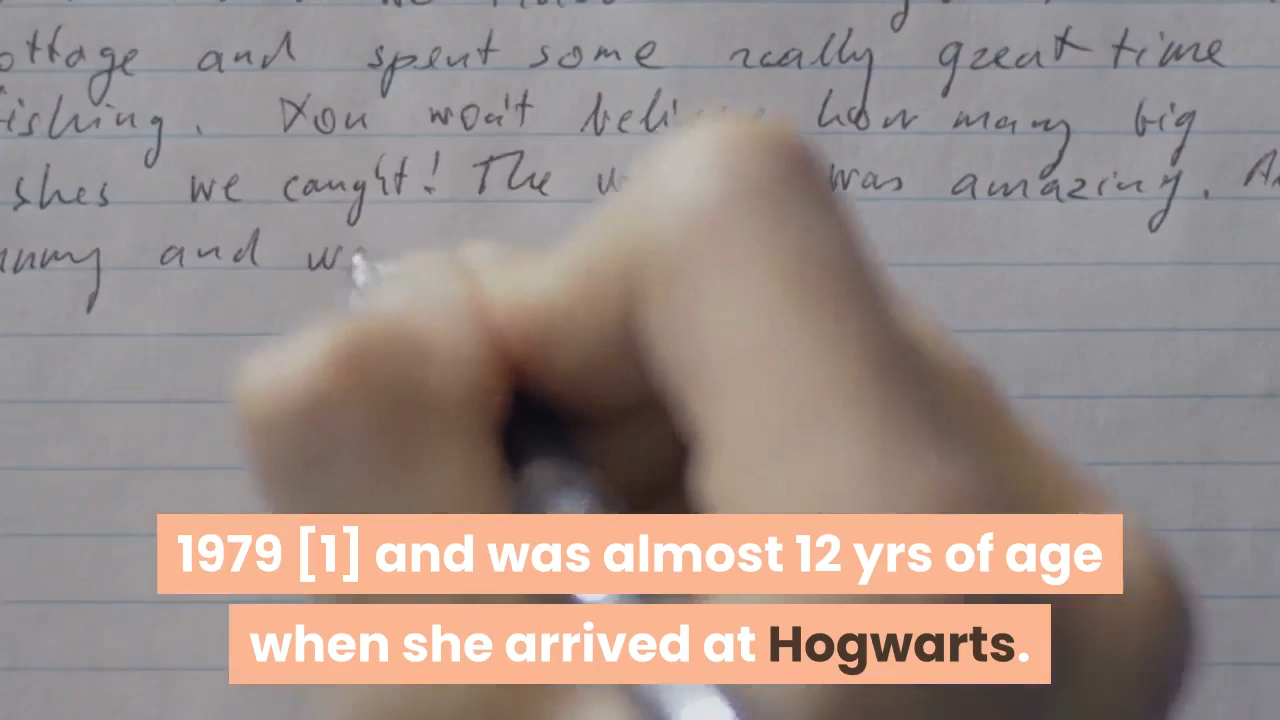 ottage and spent some really great time
ishing. You won't how many big
shes we caught! The was amazing.
and
1979 [1] and was almost 12 yrs of age
when she arrived at Hogwarts.